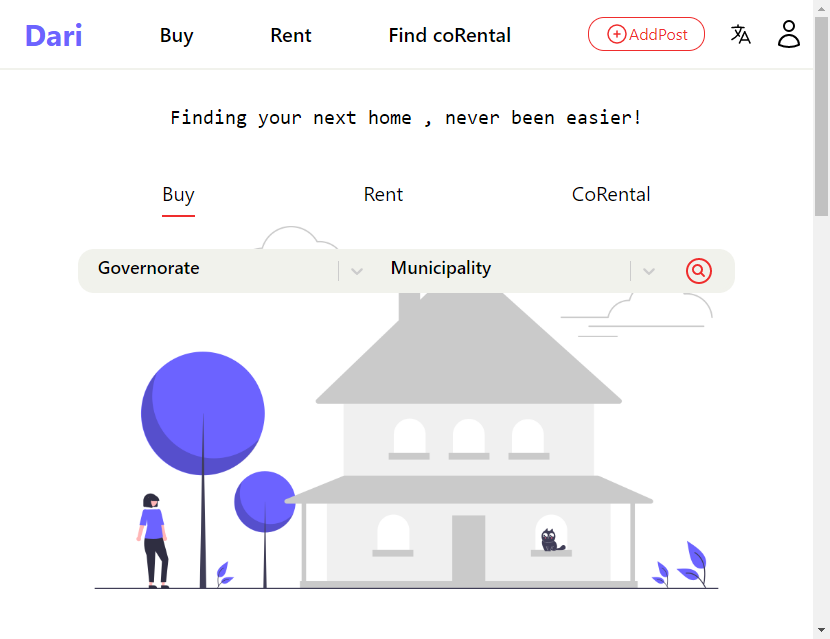 Dari Buy Rent Find coRental AddPost
Finding your next home , never been easier!
Buy Rent CoRental
Governorate Municipality